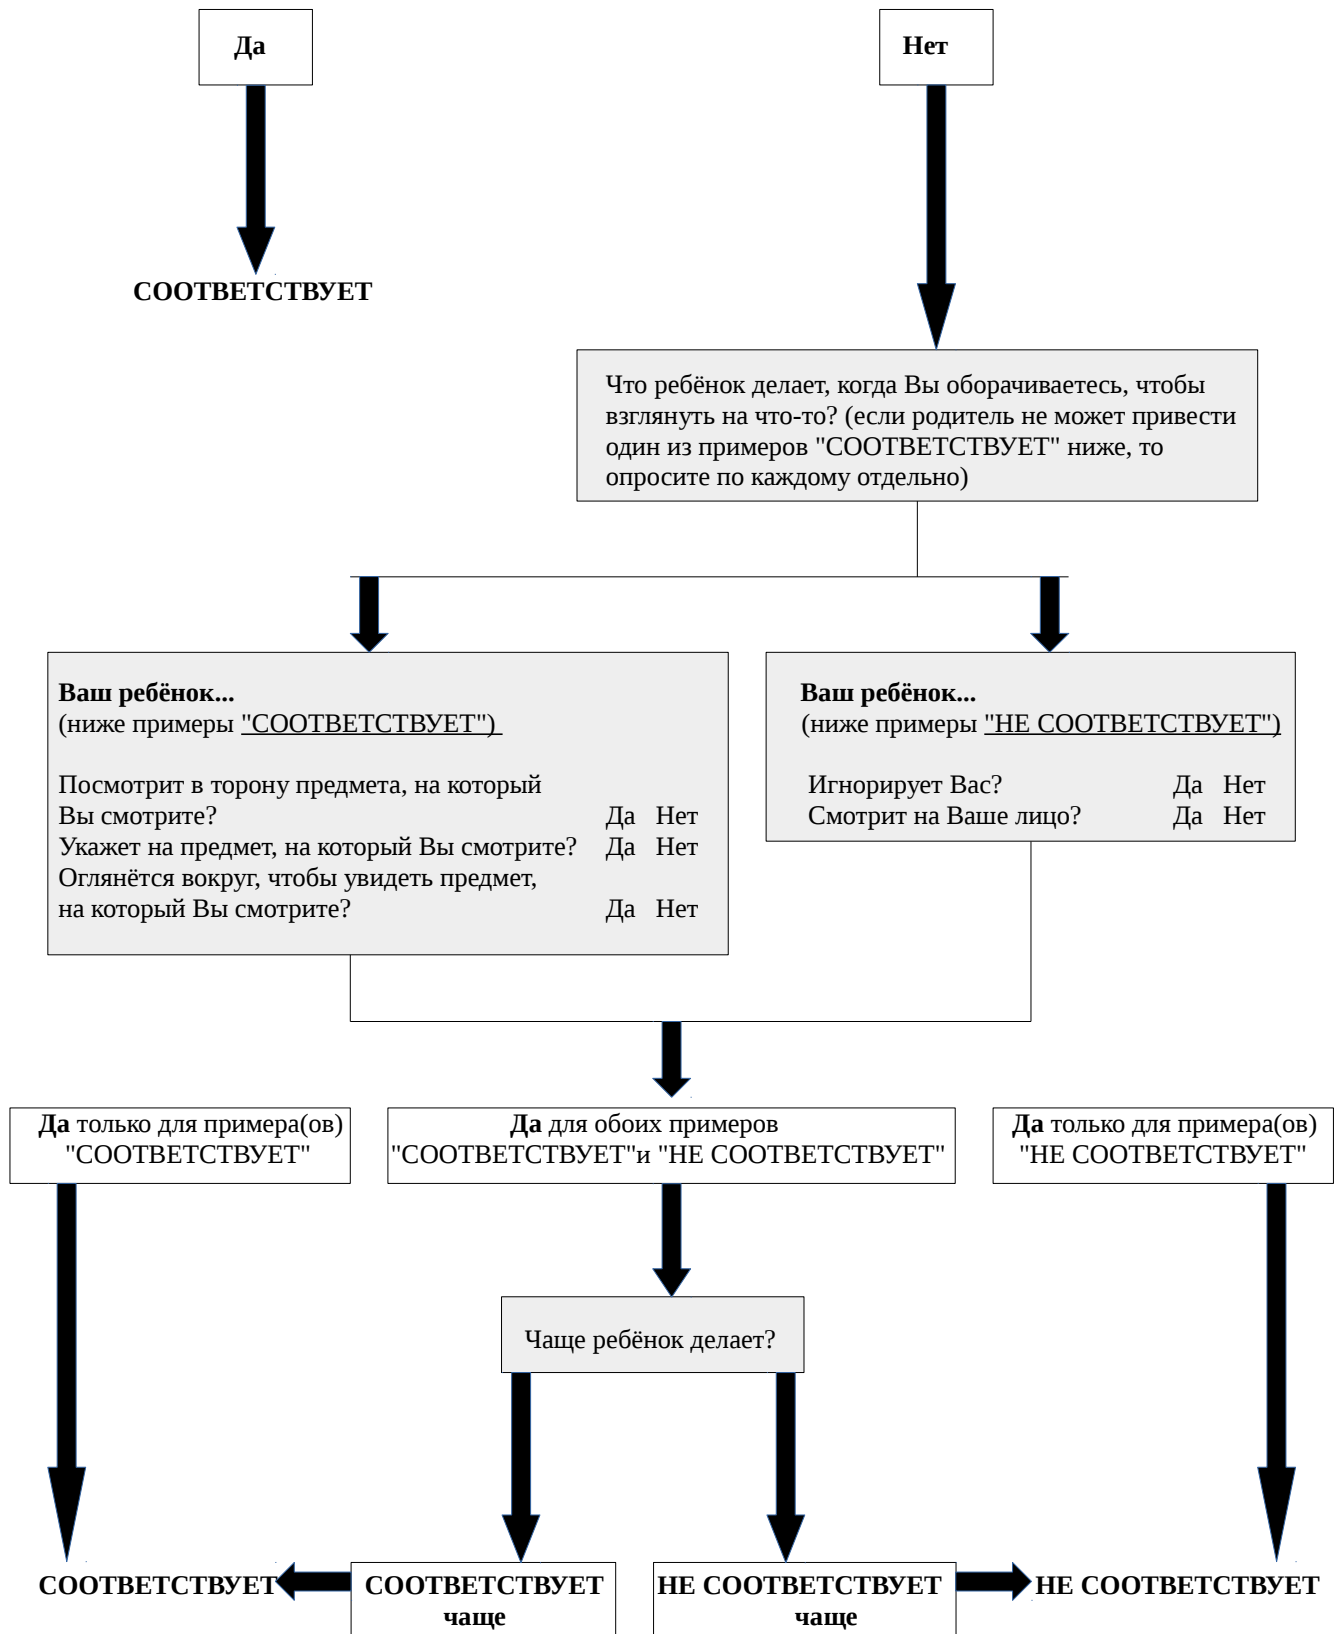 Да
Нет
СООТВЕТСТВУЕТ
Что ребёнок делает, когда Вы оборачиваетесь, чтобы
взглянуть на что-то? (если родитель не может привести
один из примеров "СООТВЕТСТВУЕТ" ниже, то
опросите по каждому отдельно)
Ваш ребёнок...
(ниже примеры "СООТВЕТСТВУЕТ")
Посмотрит в торону предмета, на который
Вы смотрите? Да Нет
Укажет на предмет, на который Вы смотрите? Да Нет
Оглянётся вокруг, чтобы увидеть предмет,
на который Вы смотрите? Да Нет
Ваш ребёнок...
(ниже примеры "НЕ СООТВЕТСТВУЕТ")
Игнорирует Вас? Да Нет
Смотрит на Ваше лицо? Да Нет
Да только для примера(ов)
"СООТВЕТСТВУЕТ"
Да для обоих примеров
"СООТВЕТСТВУЕТ"и "НЕ СООТВЕТСТВУЕТ"
Да только для примера(ов)
"НЕ СООТВЕТСТВУЕТ"
Чаще ребёнок делает?
СООТВЕТСТВУЕТ
СООТВЕТСТВУЕТ
чаще
НЕ СООТВЕТСТВУЕТ
чаще
НЕ СООТВЕТСТВУЕТ